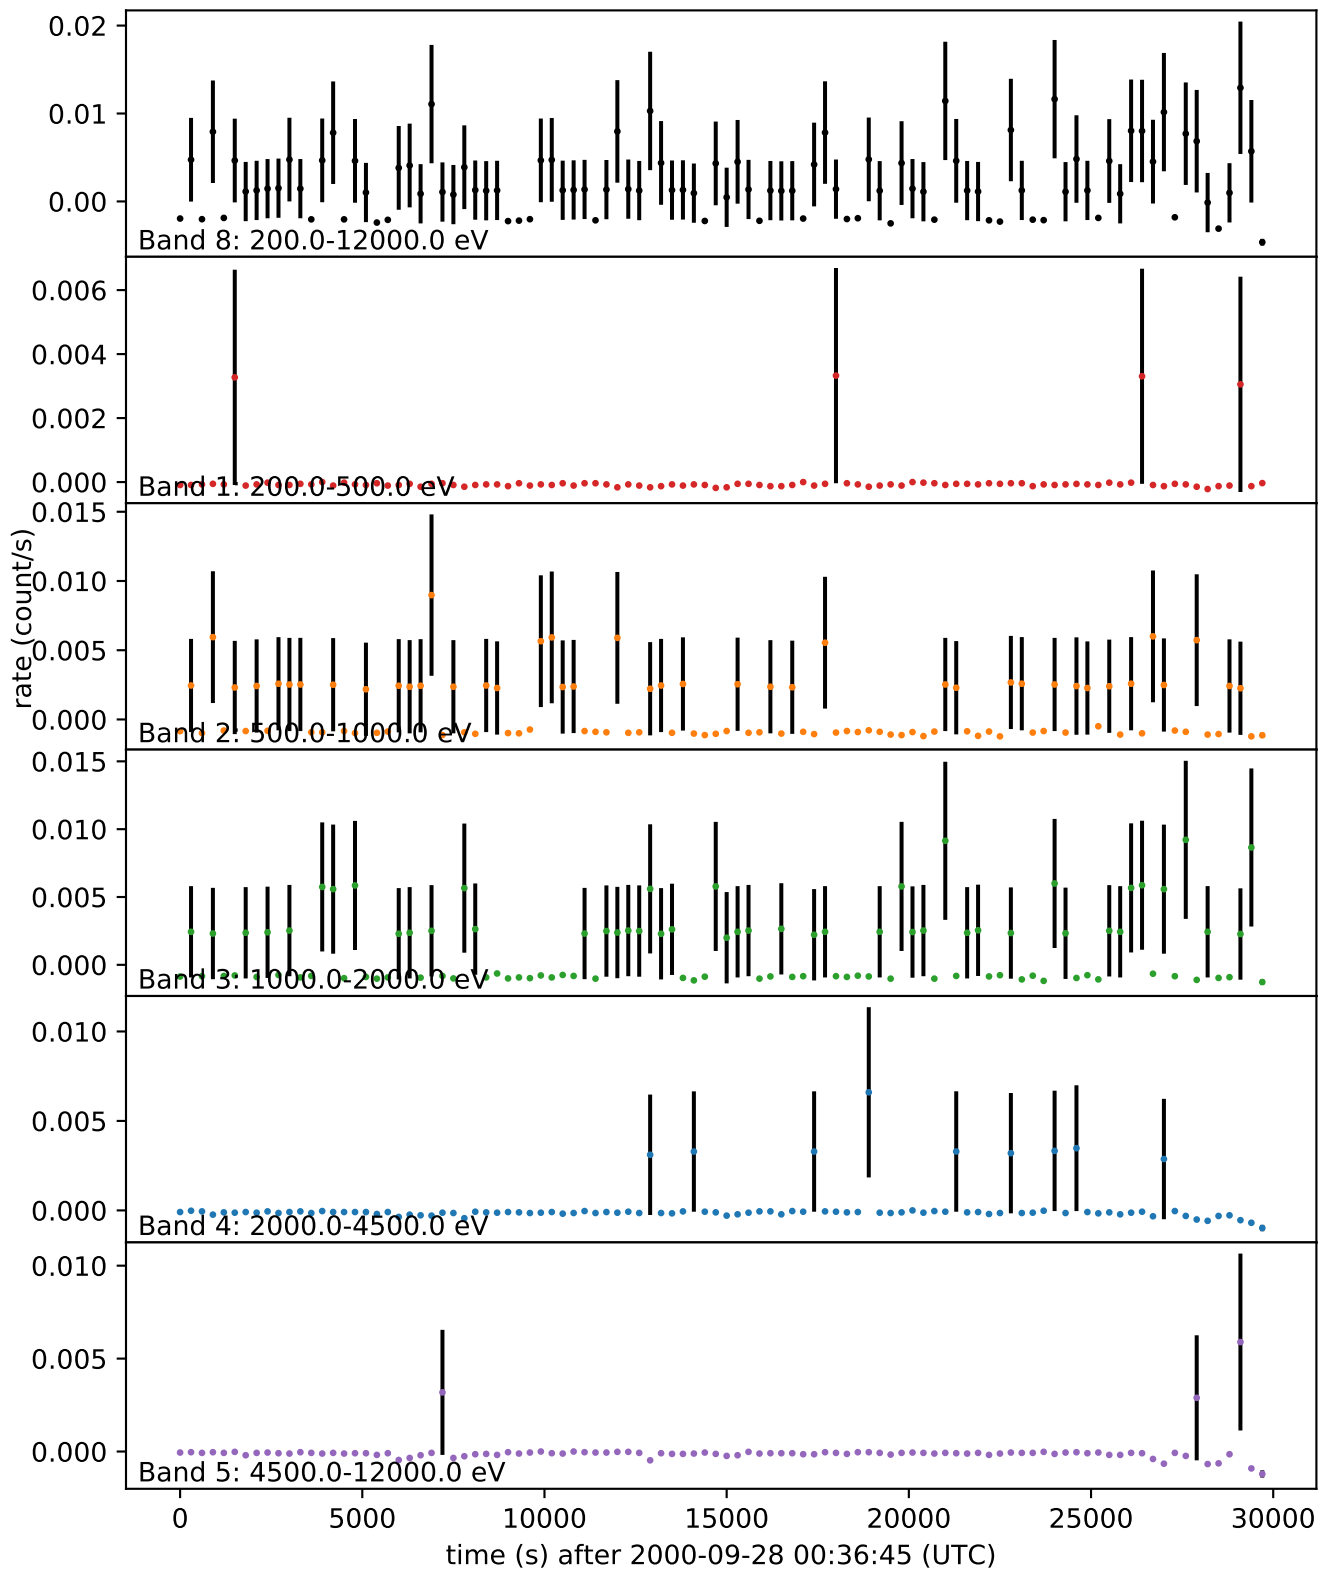 0.02
0.01
0.00
Band 8: 200.0-12000.0 eV
0.006
0.004
0.002
0.000
Band 1: 200.0-500.0 eV
rate (count/s)
0.015
0.010
0.005
0.000
Band 2: 500.0-1000.0 eV
0.015
0.010
0.005
0.000
Band 3: 1000.0-2000.0 eV
0.010
0.005
0.000
Band 4: 2000.0-4500.0 eV
0.010
0.005
0.000
Band 5: 4500.0-12000.0 eV
0 5000 10000 15000 20000 25000 30000
time (s) after 2000-09-28 00:36:45 (UTC)